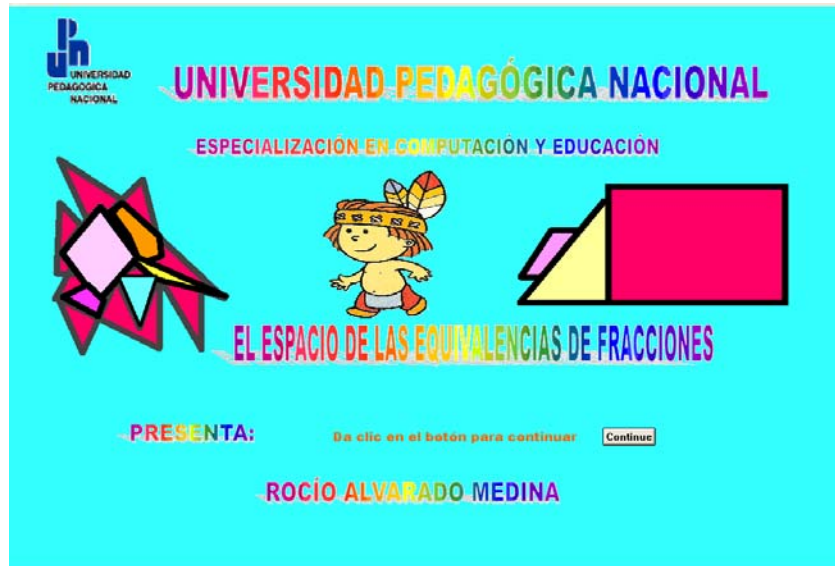 UNIVERSIDAD
PEDAGOGICA
NACIONAL
UNIVERSIDAD PEDAGÓGICA NACIONAL
ESPECIALIZACIÓN EN COMPUTACIÓN Y EDUCACIÓN
EL ESPACIO DE LAS EQUIVALENCIAS DE FRACCIONES
PRESENTA:
Da clic en el botón para continuar
Continue
ROCÍO ALVARADO MEDINA